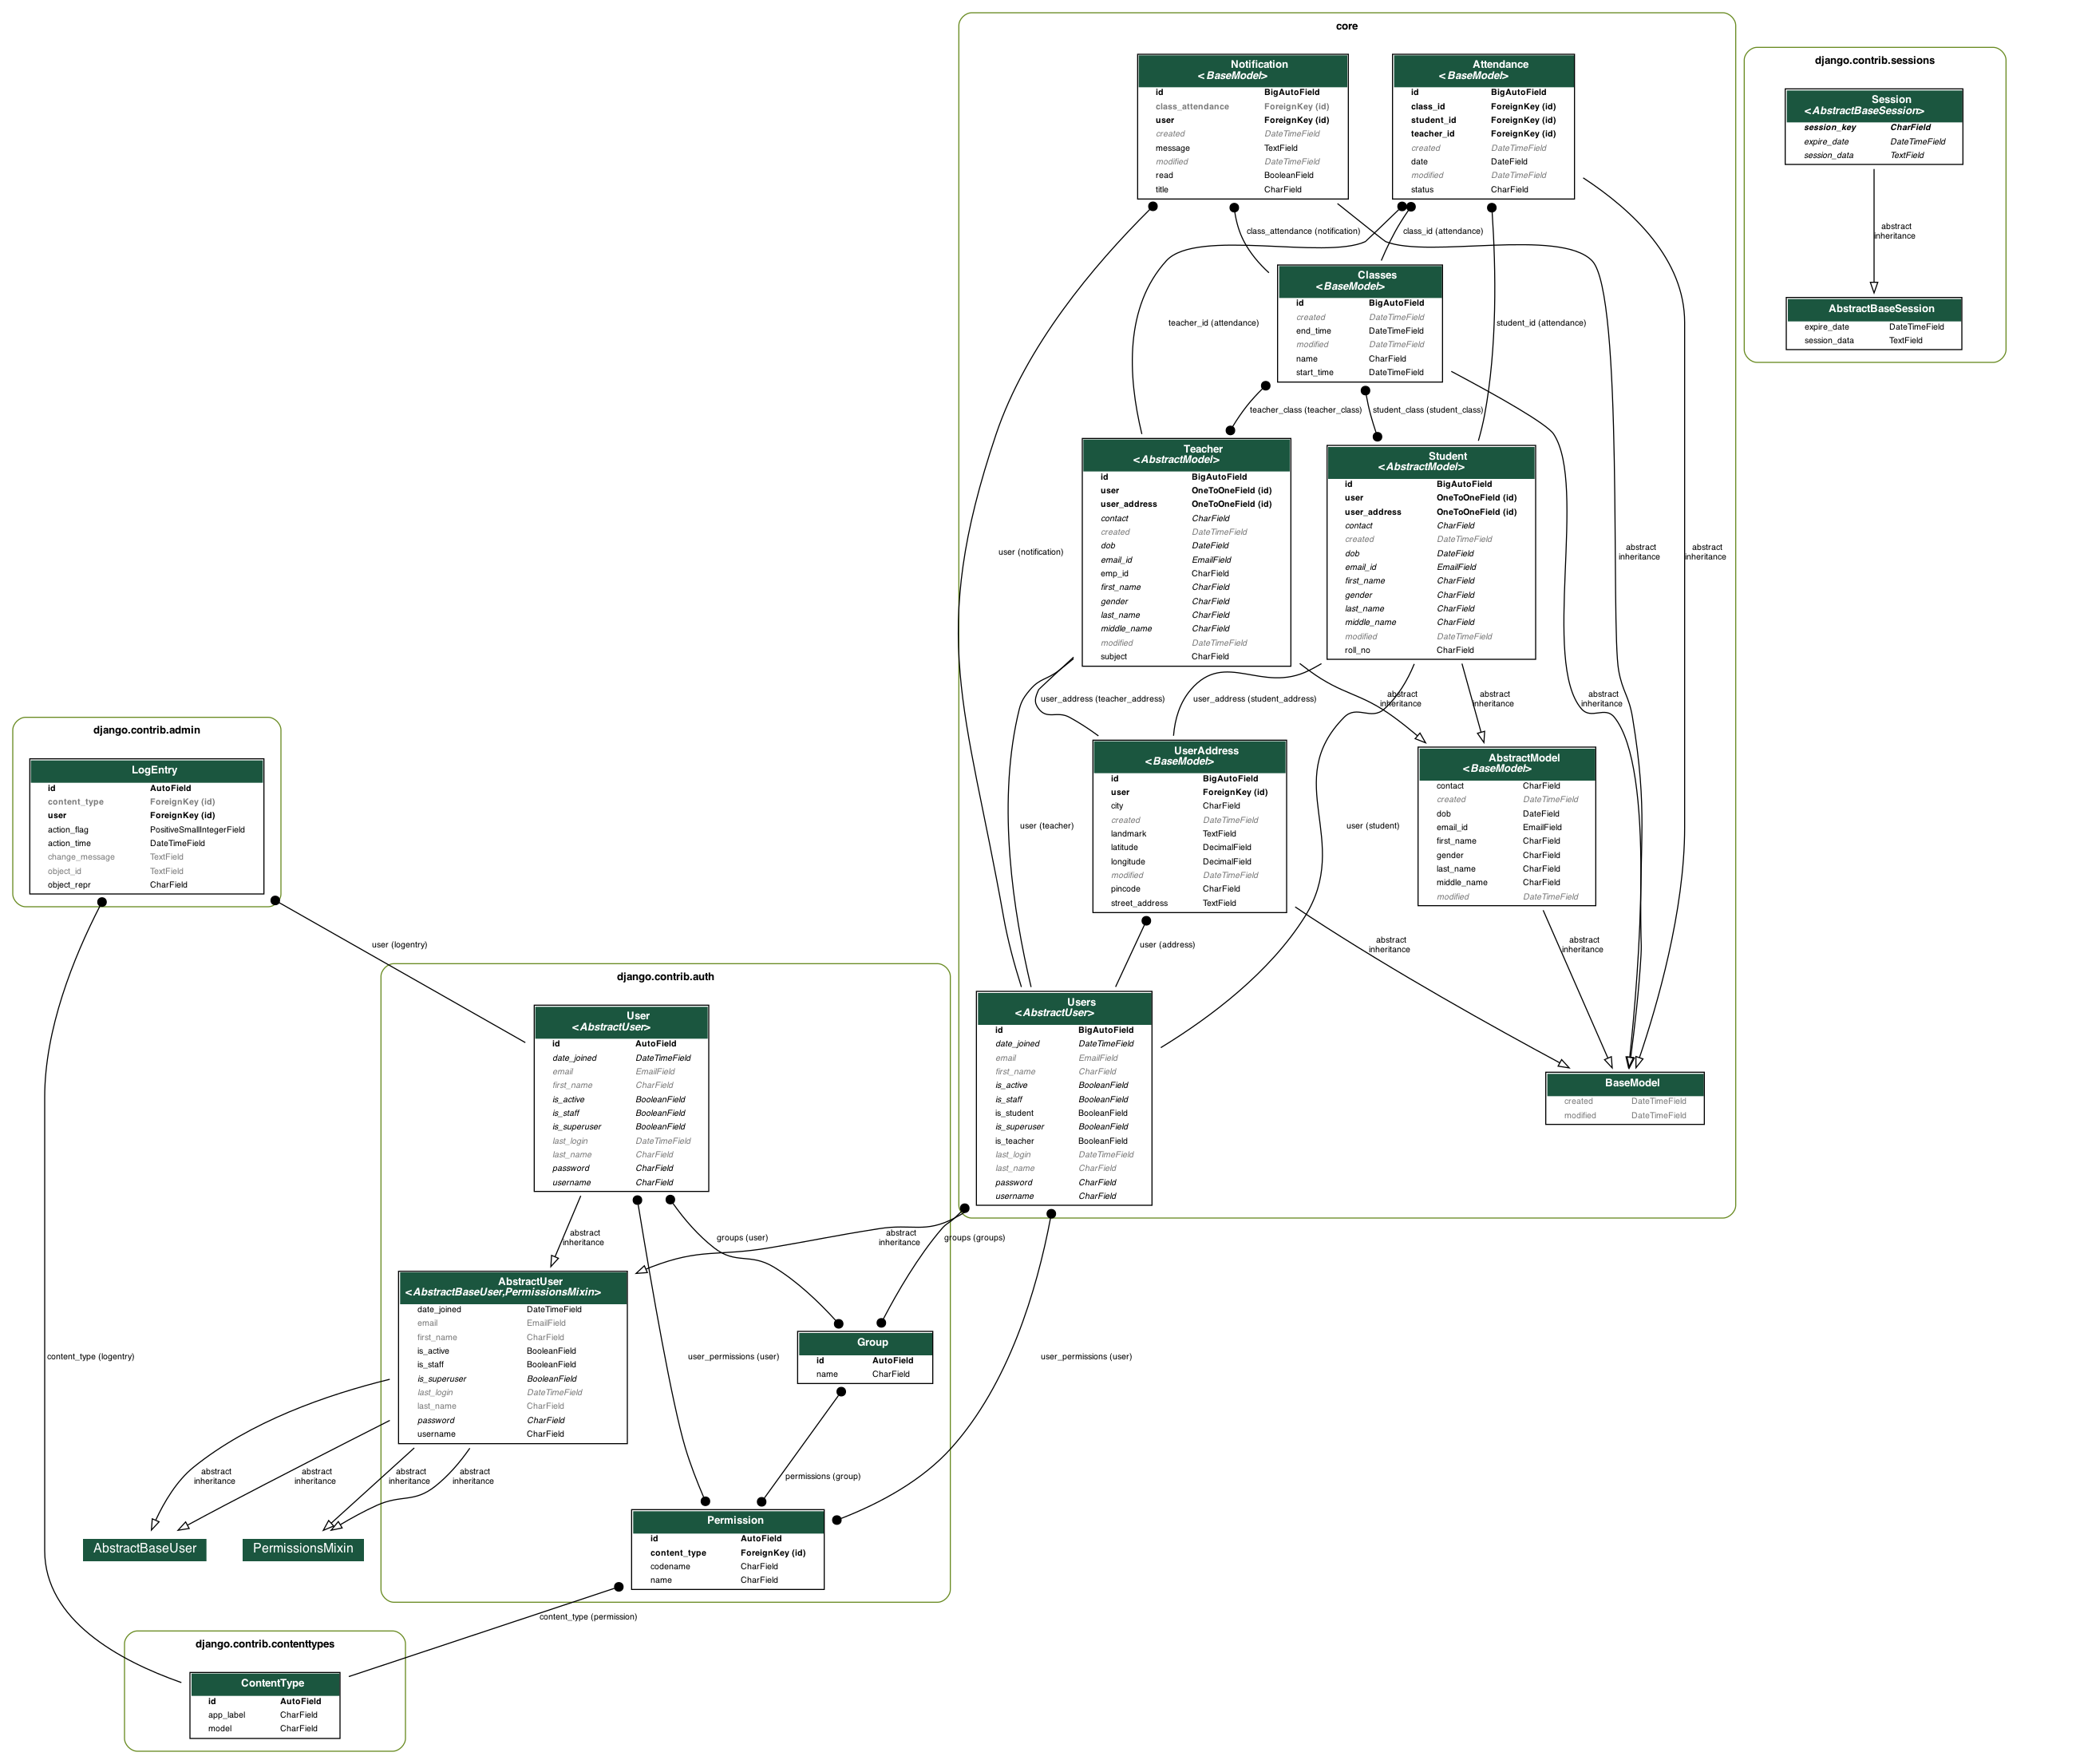 core
Notification
<BaseModel>
id BigAutoField
class_attendance ForeignKey (id)
user ForeignKey (id)
created DateTimeField
message TextField
modified DateTimeField
read BooleanField
title CharField
Attendance
<BaseModel>
id BigAutoField
class_id ForeignKey (id)
student_id ForeignKey (id)
teacher_id ForeignKey (id)
created DateTimeField
date DateField
modified DateTimeField
status CharField
class_attendance (notification)
class_id (attendance)
Classes
<BaseModel>
id BigAutoField
created DateTimeField
end_time DateTimeField
modified DateTimeField
name CharField
start_time DateTimeField
teacher_id (attendance)
student_id (attendance)
teacher_class (teacher_class)
student_class (student_class)
Teacher
<AbstractModel>
id BigAutoField
user OneToOneField (id)
user_address OneToOneField (id)
contact CharField
created DateTimeField
dob DateField
email_id EmailField
emp_id CharField
first_name CharField
gender CharField
last_name CharField
middle_name CharField
modified DateTimeField
subject CharField
Student
<AbstractModel>
id BigAutoField
user OneToOneField (id)
user_address OneToOneField (id)
contact CharField
created DateTimeField
dob DateField
email_id EmailField
first_name CharField
gender CharField
last_name CharField
middle_name CharField
modified DateTimeField
roll_no CharField
user (notification)
abstract
inheritance
abstract
inheritance
user_address (teacher_address)
user_address (student_address)
abstract
inheritance
abstract
inheritance
abstract
inheritance
UserAddress
<BaseModel>
id BigAutoField
user ForeignKey (id)
city CharField
created DateTimeField
landmark TextField
latitude DecimalField
longitude DecimalField
modified DateTimeField
pincode CharField
street_address TextField
AbstractModel
<BaseModel>
contact CharField
created DateTimeField
dob DateField
email_id EmailField
first_name CharField
gender CharField
last_name CharField
middle_name CharField
modified DateTimeField
user (teacher)
user (student)
user (address)
abstract
inheritance
abstract
inheritance
Users
<AbstractUser>
id BigAutoField
date_joined DateTimeField
email EmailField
first_name CharField
is_active BooleanField
is_staff BooleanField
is_student BooleanField
is_superuser BooleanField
is_teacher BooleanField
last_login DateTimeField
last_name CharField
password CharField
username CharField
BaseModel
created DateTimeField
modified DateTimeField
django.contrib.sessions
Session
<AbstractBaseSession>
session_key CharField
expire_date DateTimeField
session_data TextField
abstract
inheritance
AbstractBaseSession
expire_date DateTimeField
session_data TextField
django.contrib.admin
LogEntry
id AutoField
content_type ForeignKey (id)
user ForeignKey (id)
action_flag PositiveSmallIntegerField
action_time DateTimeField
change_message TextField
object_id TextField
object_repr CharField
user (logentry)
content_type (logentry)
django.contrib.auth
User
<AbstractUser>
id AutoField
date_joined DateTimeField
email EmailField
first_name CharField
is_active BooleanField
is_staff BooleanField
is_superuser BooleanField
last_login DateTimeField
last_name CharField
password CharField
username CharField
abstract
inheritance
groups (user)
abstract
inheritance
groups (groups)
AbstractUser
<AbstractBaseUser,PermissionsMixin>
date_joined DateTimeField
email EmailField
first_name CharField
is_active BooleanField
is_staff BooleanField
is_superuser BooleanField
last_login DateTimeField
last_name CharField
password CharField
username CharField
user_permissions (user)
Group
id AutoField
name CharField
user_permissions (user)
abstract
inheritance
abstract
inheritance
abstract
inheritance
abstract
inheritance
permissions (group)
AbstractBaseUser
PermissionsMixin
Permission
id AutoField
content_type ForeignKey (id)
codename CharField
name CharField
content_type (permission)
django.contrib.contenttypes
ContentType
id AutoField
app_label CharField
model CharField